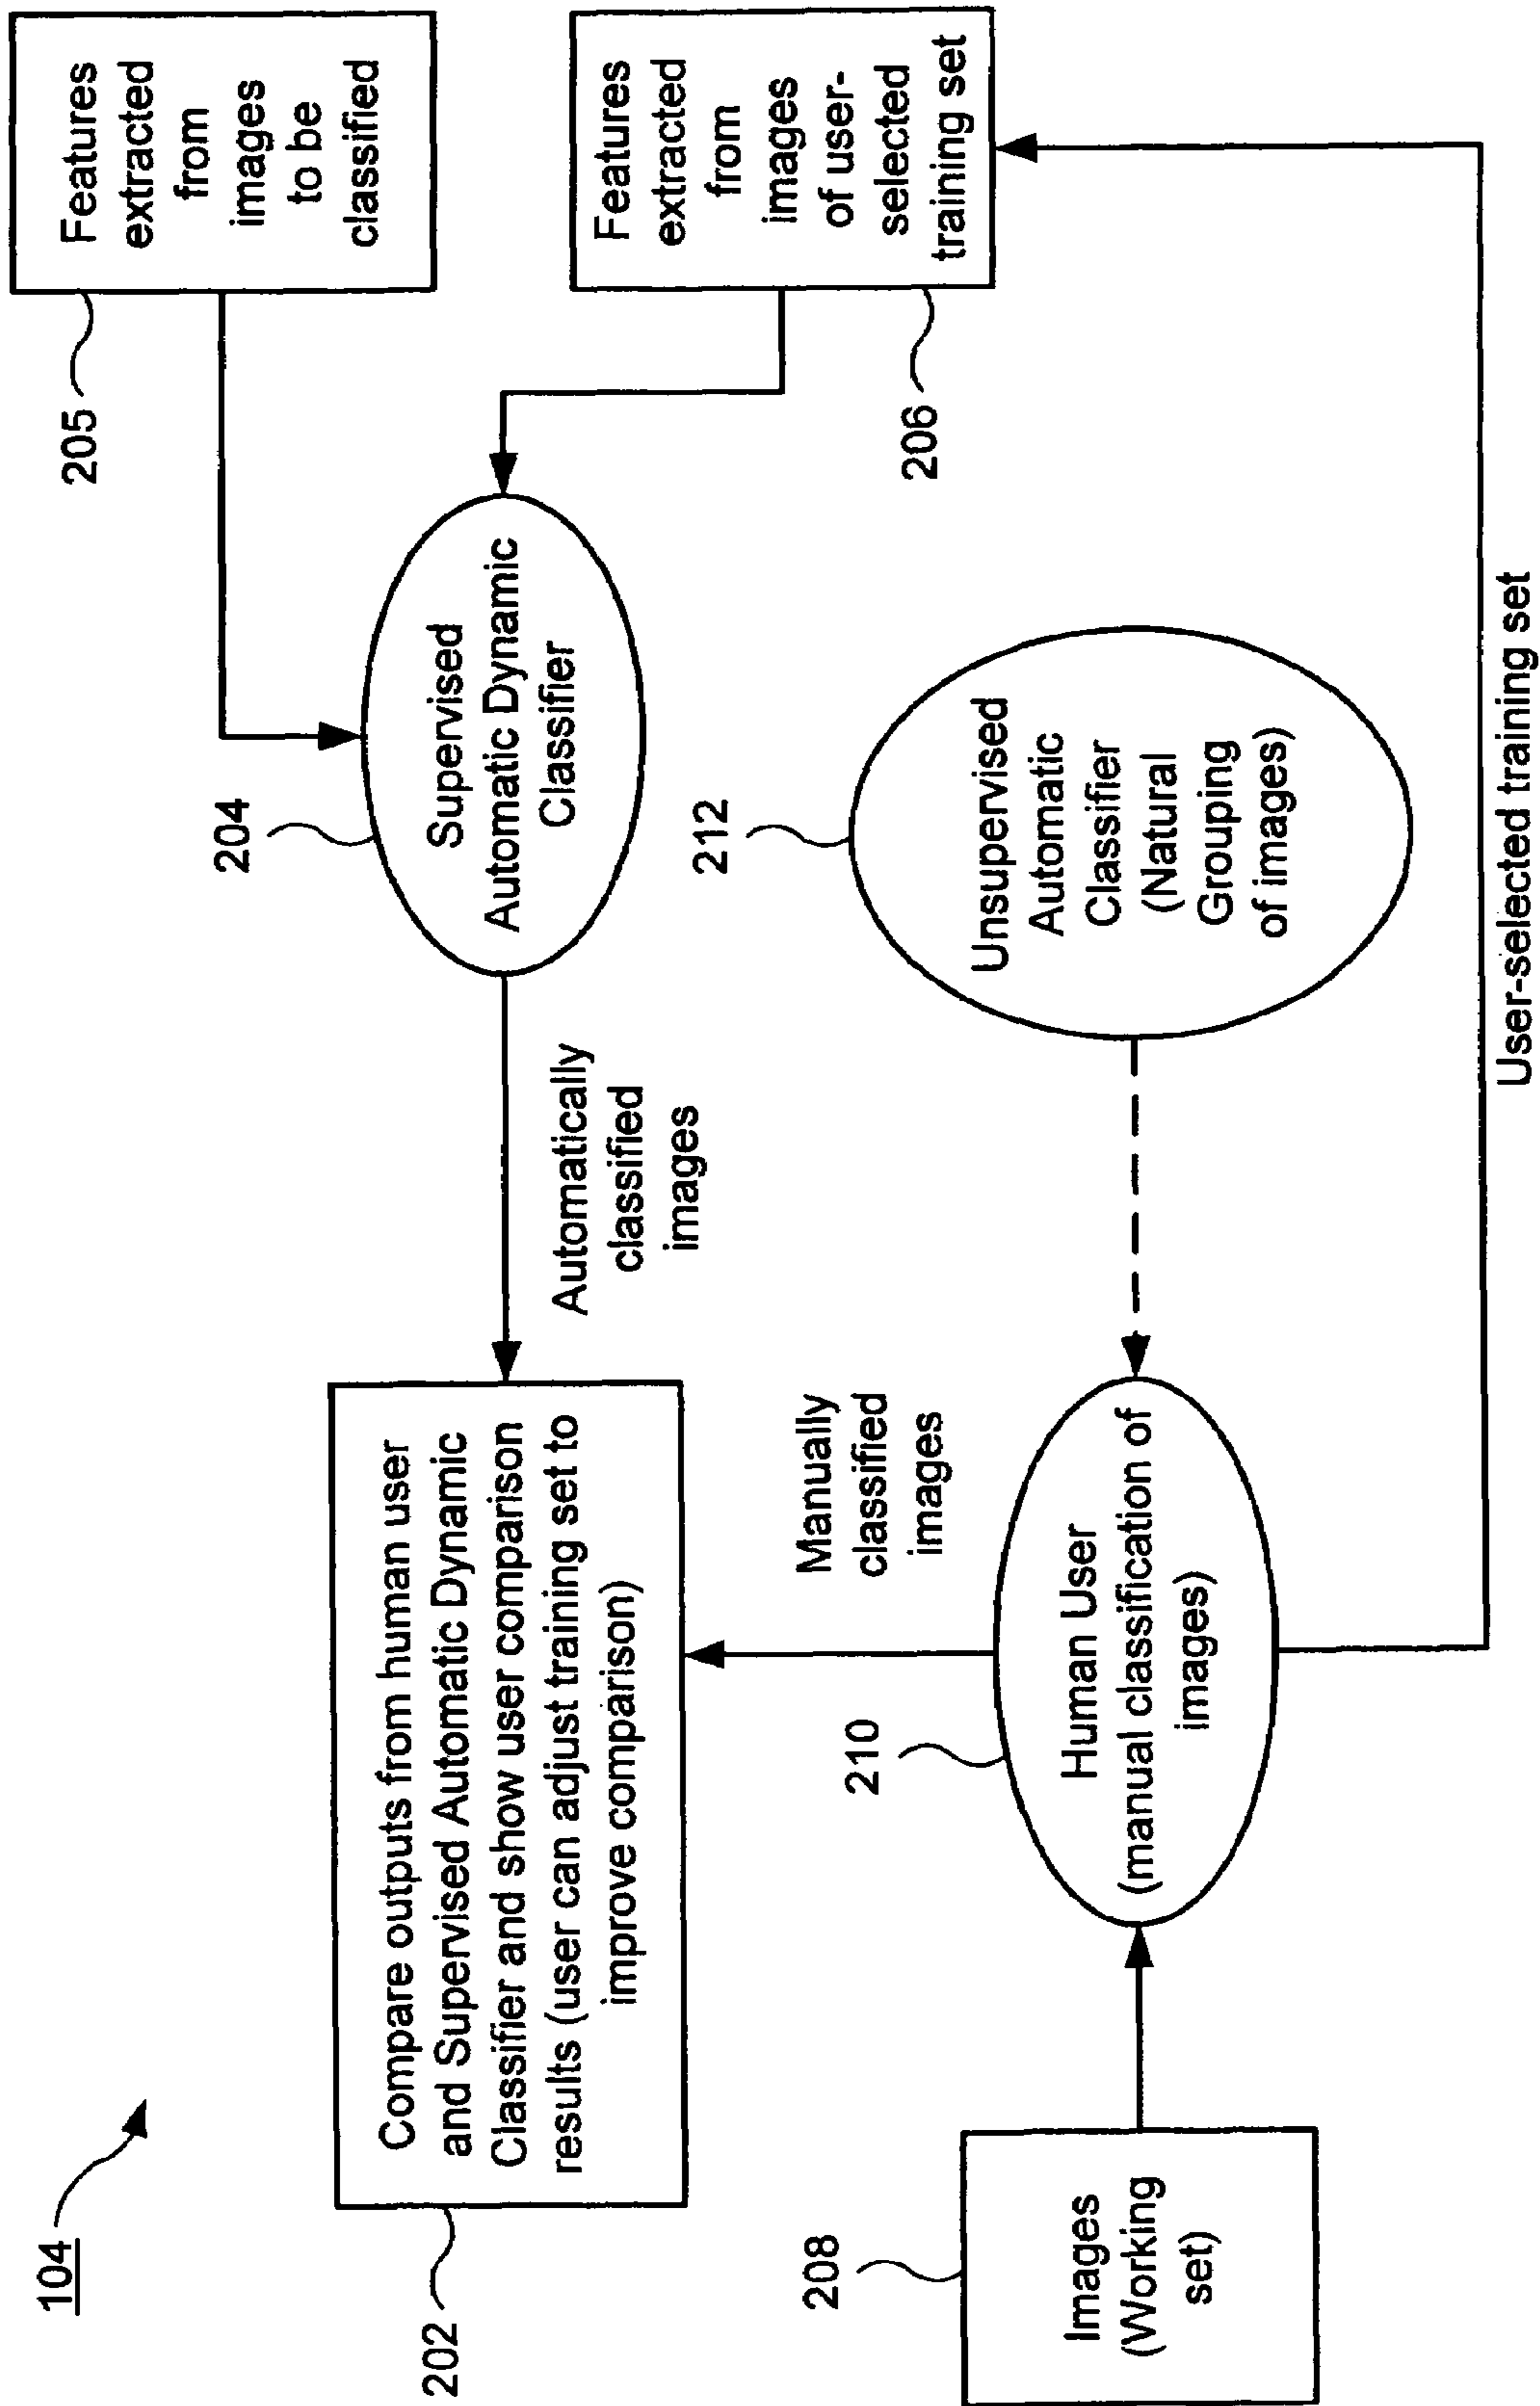 104
202
Compare outputs from human user
and Supervised Automatic Dynamic
Classifier and show user comparison
results (user can adjust training set to
improve comparison)
Automatically
classified
images
204
Supervised
Automatic Dynamic
Classifier
205
Features
extracted
from
images
to be
classified
206
Features
extracted
from
images
of user-
selected
training set
208
Images
(Working
set)
210
Human User
(manual classification of
images)
Manually
classified
images
212
Unsupervised
Automatic
Classifier
(Natural
Grouping
of images)
User-selected training set